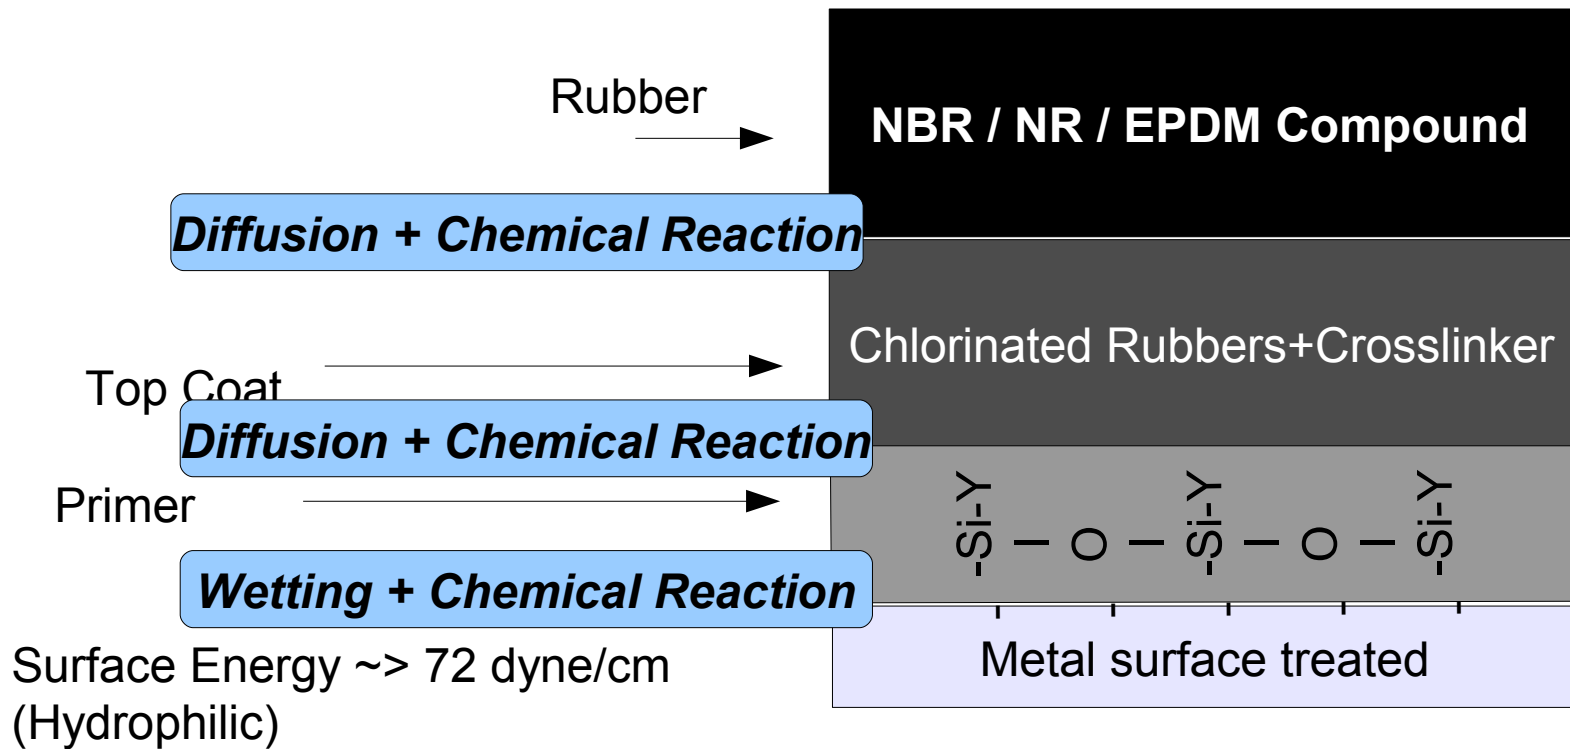 Rubber
NBR / NR / EPDM Compound
Diffusion + Chemical Reaction
Chlorinated Rubbers+Crosslinker
Top Coat
Diffusion + Chemical Reaction
Primer
-Si-Y
I
O
I
-Si-Y
I
O
I
-Si-Y
Wetting + Chemical Reaction
Metal surface treated
Surface Energy ~> 72 dyne/cm
(Hydrophilic)